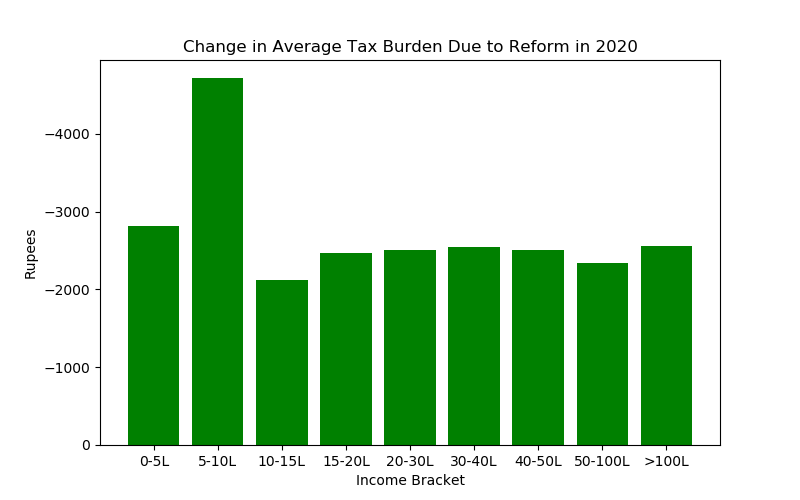 Change in Average Tax Burden Due to Reform in 2020
−4000
−3000
−2000
−1000
0
Rupees
0-5L 5-10L 10-15L 15-20L 20-30L 30-40L 40-50L 50-100L >100L
Income Bracket